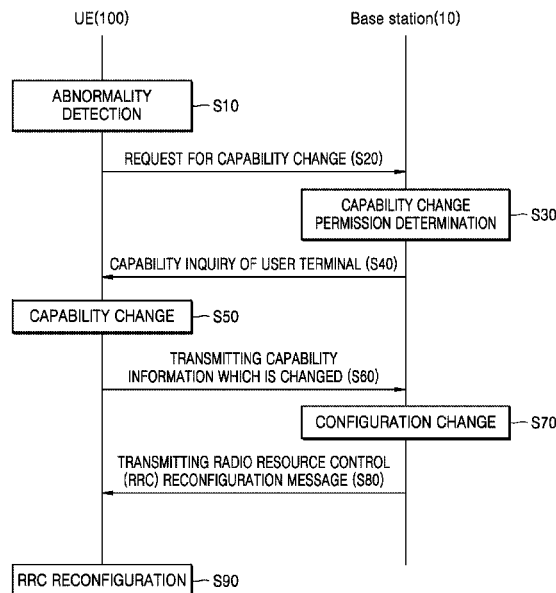 UE(100)
Base station(10)
ABNORMALITY
DETECTION
S10
REQUEST FOR CAPABILITY CHANGE (S20)
CAPABILITY CHANGE
PERMISSION DETERMINATION
S30
CAPABILITY INQUIRY OF USER TERMINAL (S40)
CAPABILITY CHANGE
S50
TRANSMITTING CAPABILITY
INFORMATION WHICH IS CHANGED (S60)
CONFIGURATION CHANGE
S70
TRANSMITTING RADIO RESOURCE CONTROL
(RRC) RECONFIGURATION MESSAGE (S80)
RRC RECONFIGURATION
S90